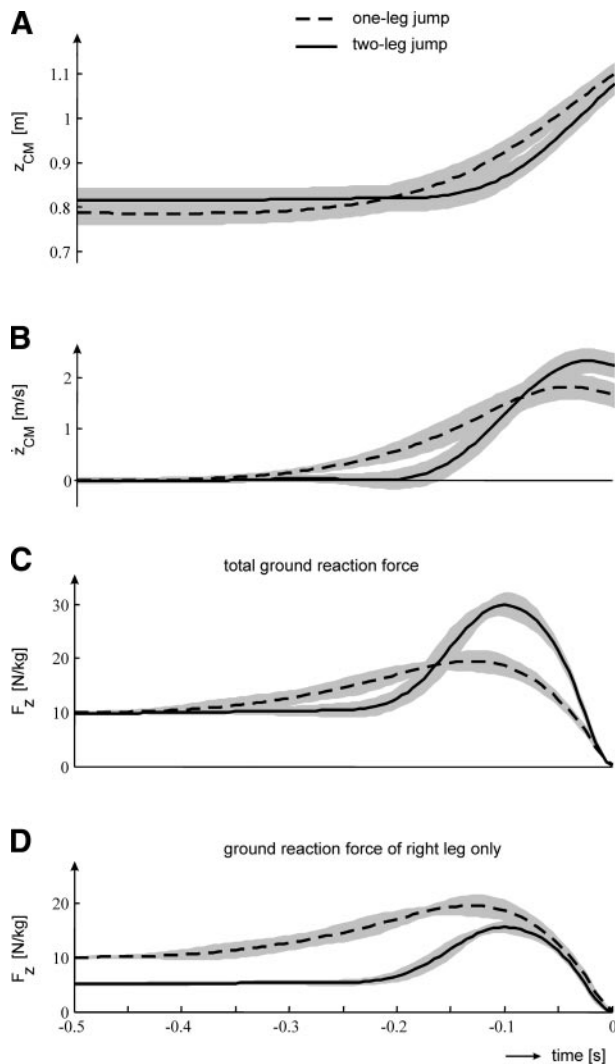 A
one-leg jump
two-leg jump
z_CM [m]
1.1
1
0.9
0.8
0.7
B
ż_CM [m/s]
2
1
0
C
total ground reaction force
F_z [N/kg]
30
20
10
0
D
ground reaction force of right leg only
F_z [N/kg]
20
10
0
-0.5 -0.4 -0.3 -0.2 -0.1 0
time [s]